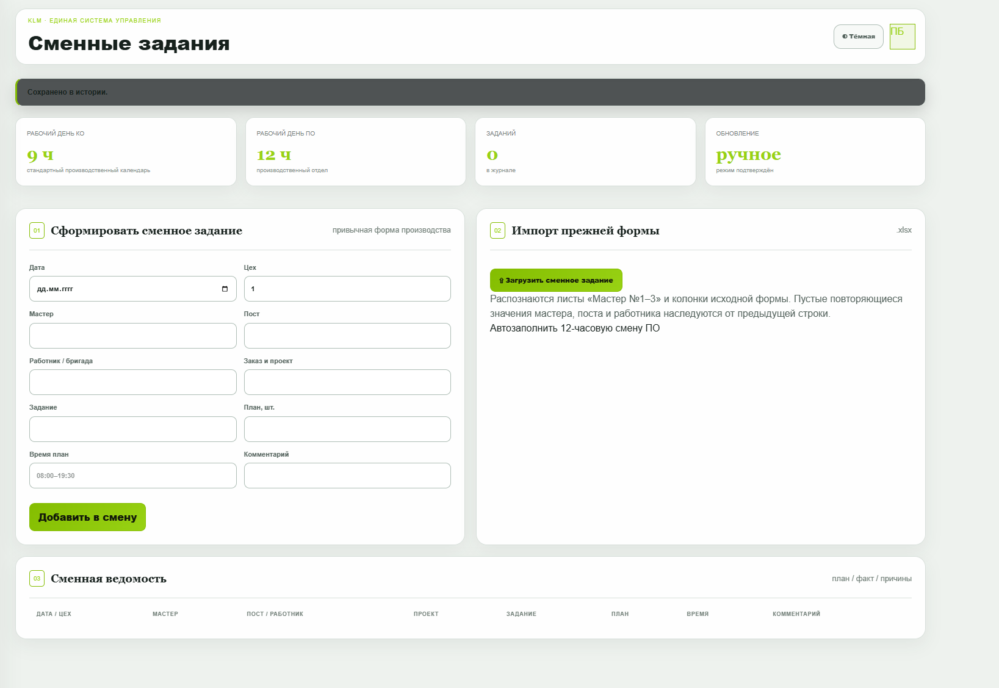 KLM · ЕДИНАЯ СИСТЕМА УПРАВЛЕНИЯ
Сменные задания
◐ Тёмная
ПБ
Сохранено в истории.
РАБОЧИЙ ДЕНЬ КО
9 ч
стандартный производственный календарь
РАБОЧИЙ ДЕНЬ ПО
12 ч
производственный отдел
ЗАДАНИЙ
0
в журнале
ОБНОВЛЕНИЕ
ручное
режим подтверждён
01 Сформировать сменное задание
привычная форма производства
Дата
дд.мм.гггг
Цех
1
Мастер
Пост
Работник / бригада
Заказ и проект
Задание
План, шт.
Время план
08:00–19:30
Комментарий
Добавить в смену
02 Импорт прежней формы
.xlsx
⇧ Загрузить сменное задание
Распознаются листы «Мастер №1–3» и колонки исходной формы. Пустые повторяющиеся
значения мастера, поста и работника наследуются от предыдущей строки.
Автозаполнить 12-часовую смену ПО
03 Сменная ведомость
план / факт / причины
ДАТА / ЦЕХ МАСТЕР ПОСТ / РАБОТНИК ПРОЕКТ ЗАДАНИЕ ПЛАН ВРЕМЯ КОММЕНТАРИЙ